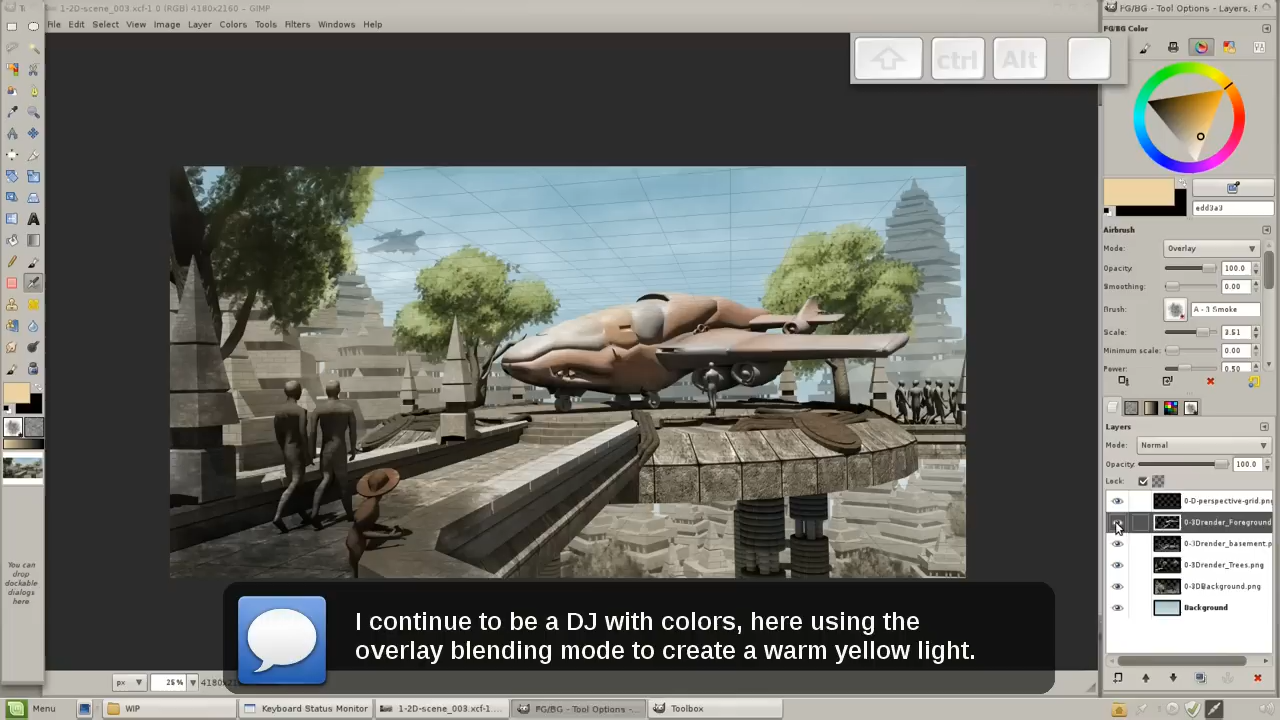 1-2D-scene_003.xcf-1.0 (RGB) 4180x2160 – GIMP
FG/BG - Tool Options - Layers,
File Edit Select View Image Layer Colors Tools Filters Windows Help
FG/BG Color
ctrl
Alt
edd3a3
Airbrush
Mode: Overlay
Opacity: 100.0
Smoothing: 0.00
Brush: A - 3 Smoke
Scale: 3.51
Minimum scale: 0.00
Power: 0.50
Layers
Mode: Normal
Opacity: 100.0
Lock:
0-D-perspective-grid.png
0-3Drender_Foreground
0-3Drender_basement.p
0-3Drender_Trees.png
0-3DBackground.png
Background
You can
drop
dockable
dialogs
here
I continue to be a DJ with colors, here using the
overlay blending mode to create a warm yellow light.
px 25 %
Menu
WIP
Keyboard Status Monitor
1-2D-scene_003.xcf-1....
FG/BG - Tool Options -...
Toolbox